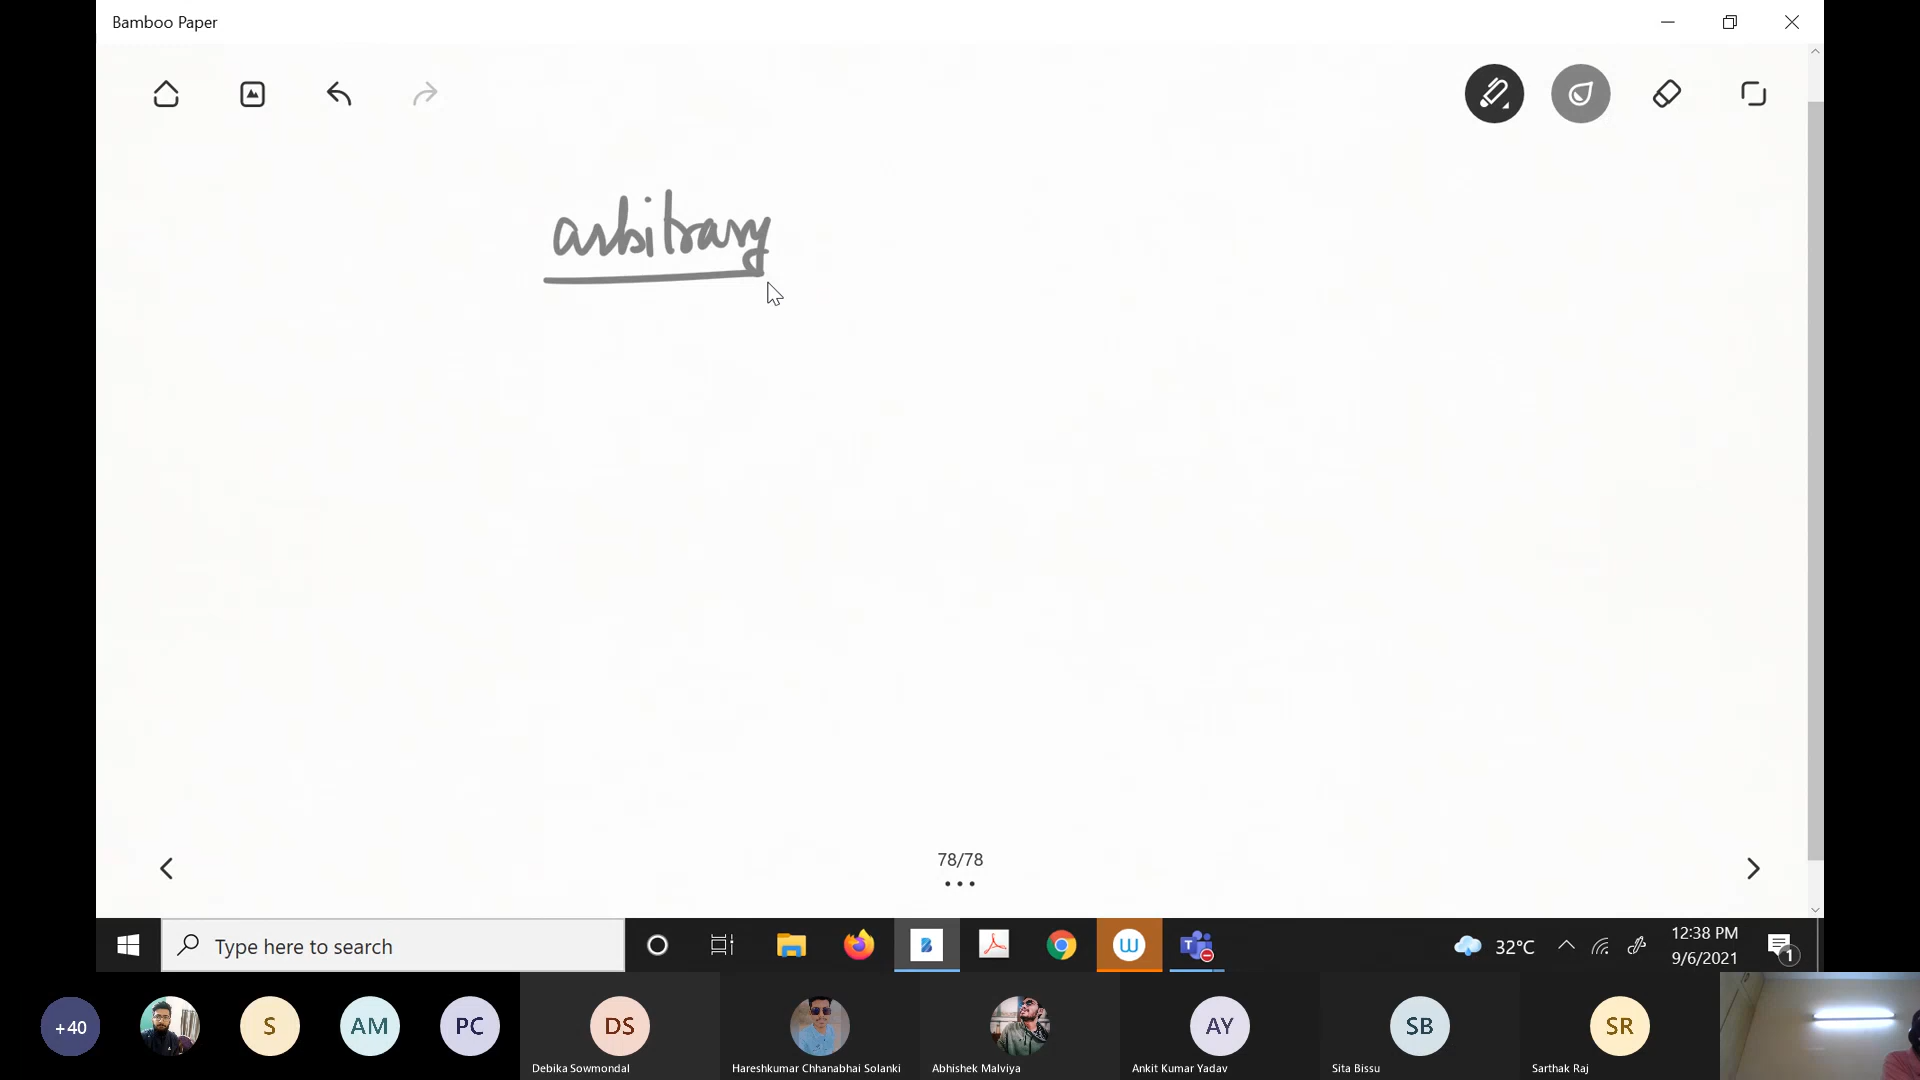 Bamboo Paper
arbitrary
78/78
Type here to search
32°C
12:38 PM
9/6/2021
1
+40
S
AM
PC
DS
AY
SB
SR
Debika Sowmondal
Hareshkumar Chhanabhai Solanki
Abhishek Malviya
Ankit Kumar Yadav
Sita Bissu
Sarthak Raj